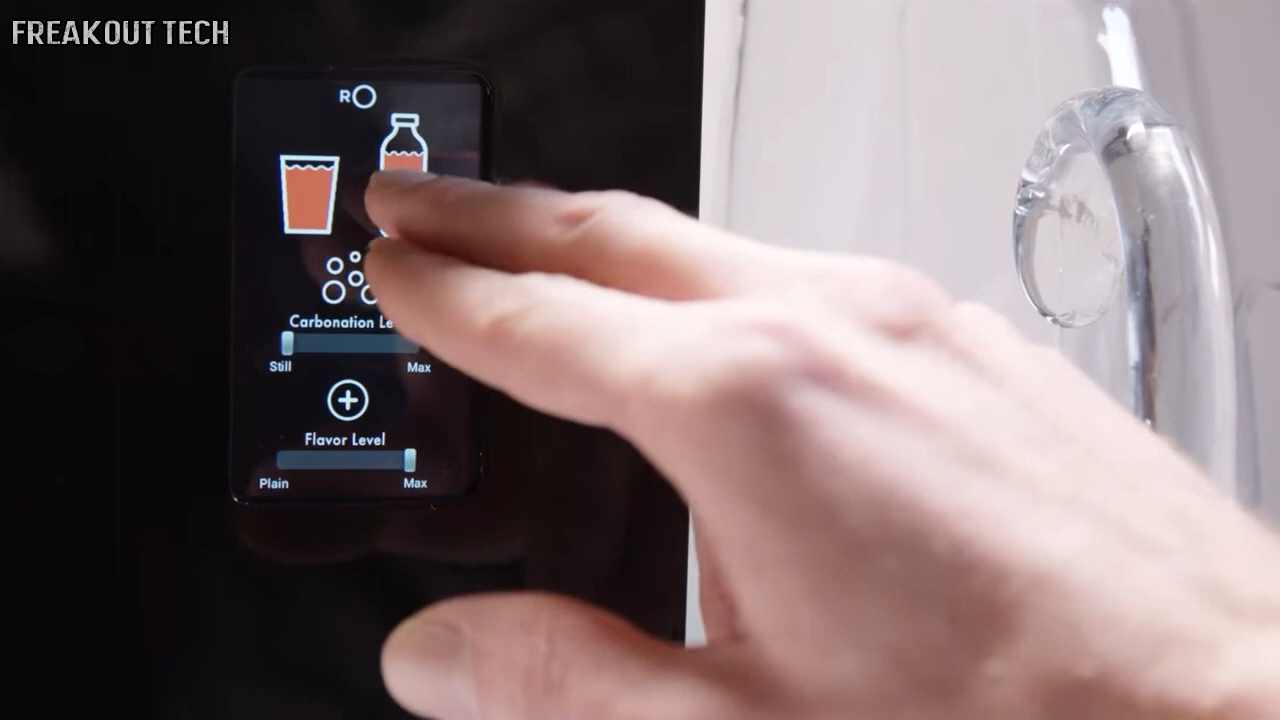 FREAKOUT TECH
RO
Carbonation Le
Still Max
Flavor Level
Plain Max